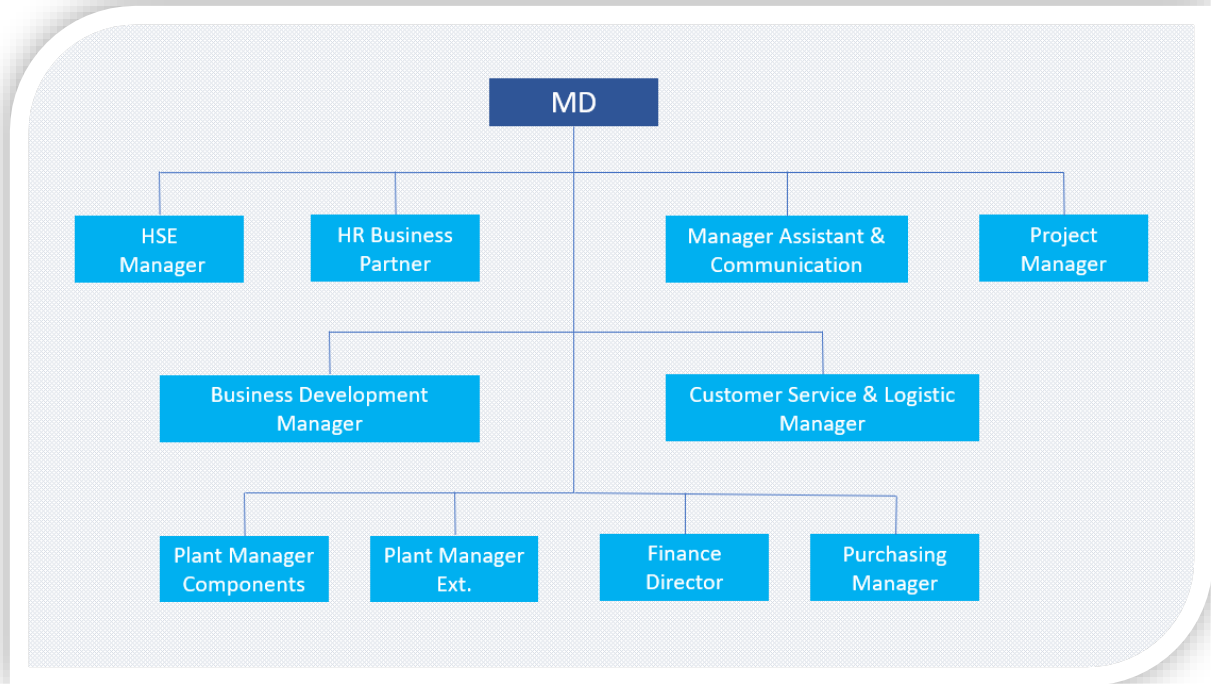 MD
HSE
Manager
HR Business
Partner
Manager Assistant &
Communication
Project
Manager
Business Development
Manager
Customer Service & Logistic
Manager
Plant Manager
Components
Plant Manager
Ext.
Finance
Director
Purchasing
Manager